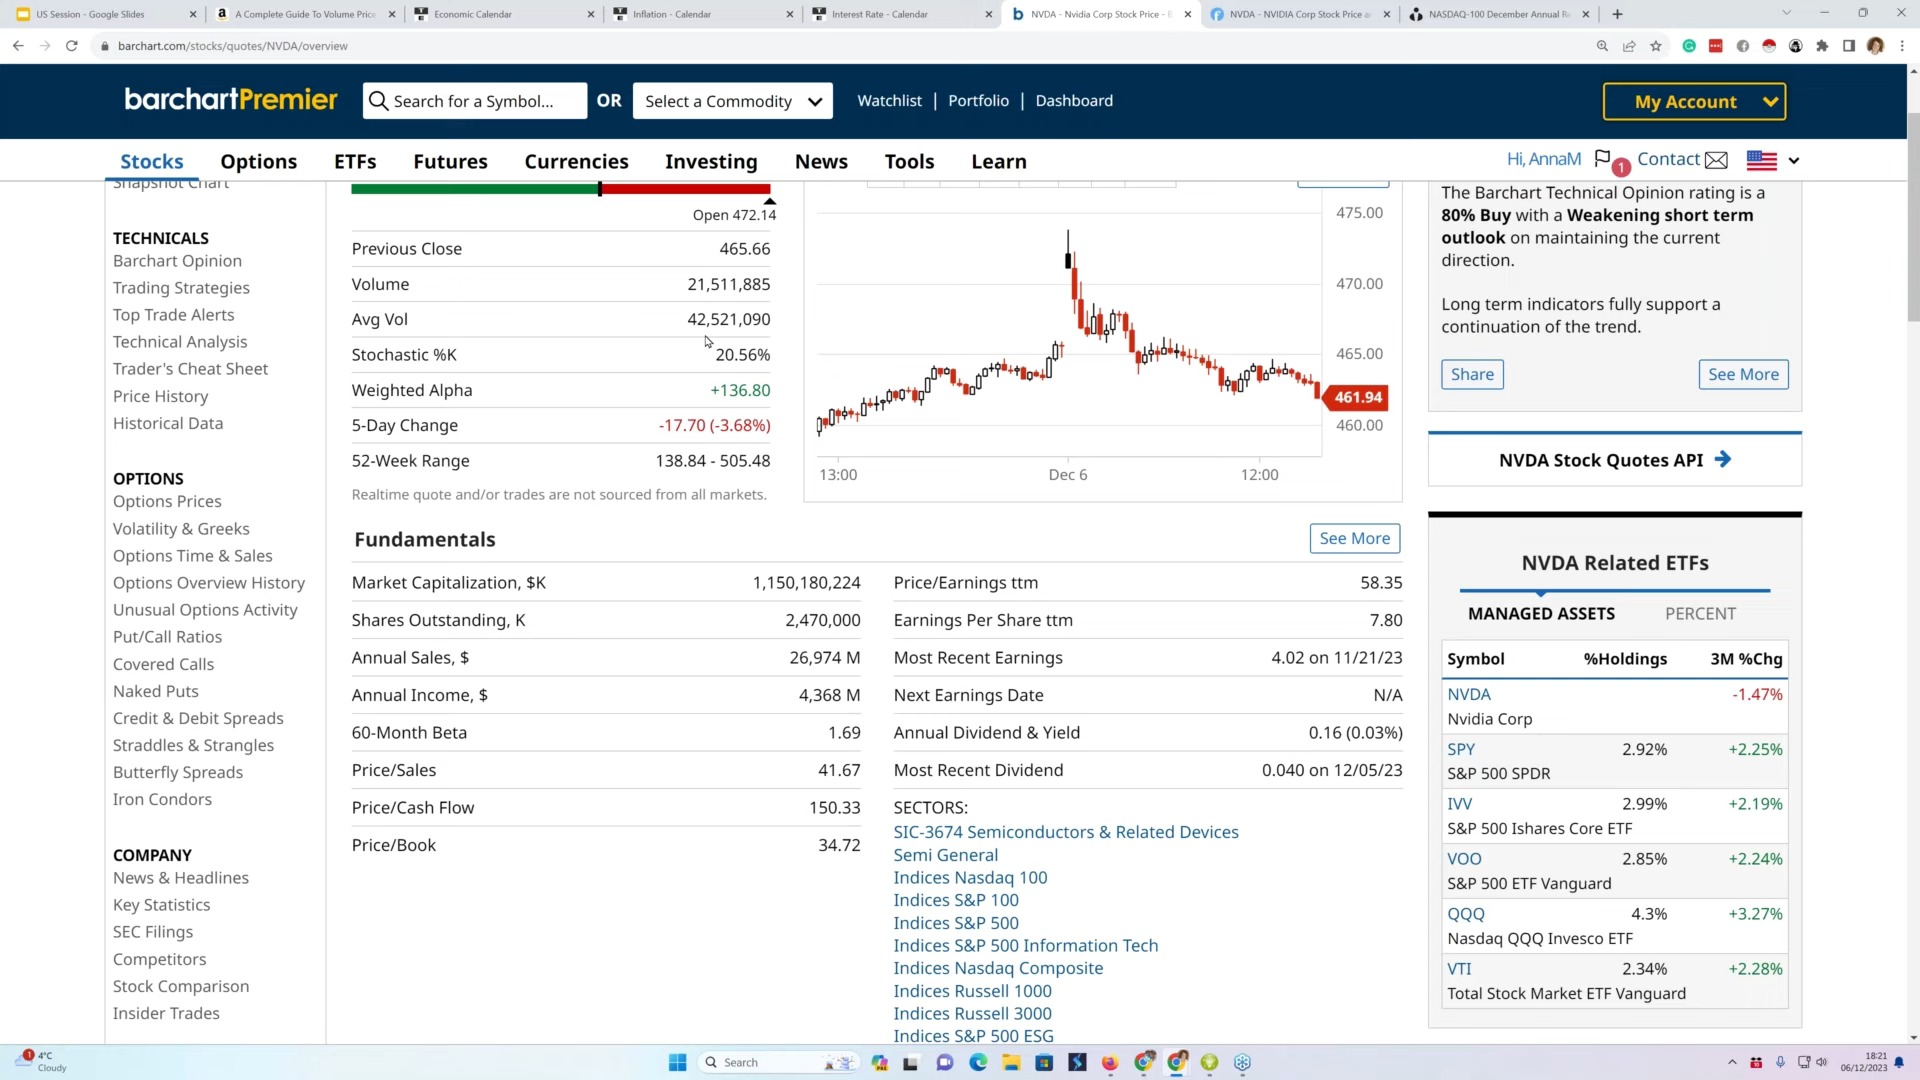 US Session - Google Slides
A Complete Guide To Volume Price
Economic Calendar
Inflation - Calendar
Interest Rate - Calendar
NVDA - Nvidia Corp Stock Price - B
NVDA - NVIDIA Corp Stock Price a
NASDAQ-100 December Annual R
barchart.com/stocks/quotes/NVDA/overview
barchartPremier
Search for a Symbol...
OR
Select a Commodity
Watchlist | Portfolio | Dashboard
My Account
Stocks
Options
ETFs
Futures
Currencies
Investing
News
Tools
Learn
Hi, AnnaM
1
Contact
Snapshot Chart
TECHNICALS
Barchart Opinion
Trading Strategies
Top Trade Alerts
Technical Analysis
Trader's Cheat Sheet
Price History
Historical Data
OPTIONS
Options Prices
Volatility & Greeks
Options Time & Sales
Options Overview History
Unusual Options Activity
Put/Call Ratios
Covered Calls
Naked Puts
Credit & Debit Spreads
Straddles & Strangles
Butterfly Spreads
Iron Condors
COMPANY
News & Headlines
Key Statistics
SEC Filings
Competitors
Stock Comparison
Insider Trades
Open 472.14
Previous Close 465.66
Volume 21,511,885
Avg Vol 42,521,090
Stochastic %K 20.56%
Weighted Alpha +136.80
5-Day Change -17.70 (-3.68%)
52-Week Range 138.84 - 505.48
Realtime quote and/or trades are not sourced from all markets.
475.00
470.00
465.00
461.94
460.00
13:00
Dec 6
12:00
Fundamentals
See More
Market Capitalization, $K 1,150,180,224
Shares Outstanding, K 2,470,000
Annual Sales, $ 26,974 M
Annual Income, $ 4,368 M
60-Month Beta 1.69
Price/Sales 41.67
Price/Cash Flow 150.33
Price/Book 34.72
Price/Earnings ttm 58.35
Earnings Per Share ttm 7.80
Most Recent Earnings 4.02 on 11/21/23
Next Earnings Date N/A
Annual Dividend & Yield 0.16 (0.03%)
Most Recent Dividend 0.040 on 12/05/23
SECTORS:
SIC-3674 Semiconductors & Related Devices
Semi General
Indices Nasdaq 100
Indices S&P 100
Indices S&P 500
Indices S&P 500 Information Tech
Indices Nasdaq Composite
Indices Russell 1000
Indices Russell 3000
Indices S&P 500 ESG
The Barchart Technical Opinion rating is a
80% Buy with a Weakening short term
outlook on maintaining the current
direction.
Long term indicators fully support a
continuation of the trend.
Share
See More
NVDA Stock Quotes API
NVDA Related ETFs
MANAGED ASSETS
PERCENT
Symbol %Holdings 3M %Chg
NVDA -1.47%
Nvidia Corp
SPY 2.92% +2.25%
S&P 500 SPDR
IVV 2.99% +2.19%
S&P 500 Ishares Core ETF
VOO 2.85% +2.24%
S&P 500 ETF Vanguard
QQQ 4.3% +3.27%
Nasdaq QQQ Invesco ETF
VTI 2.34% +2.28%
Total Stock Market ETF Vanguard
1
4°C
Cloudy
Search
18:21
06/12/2023